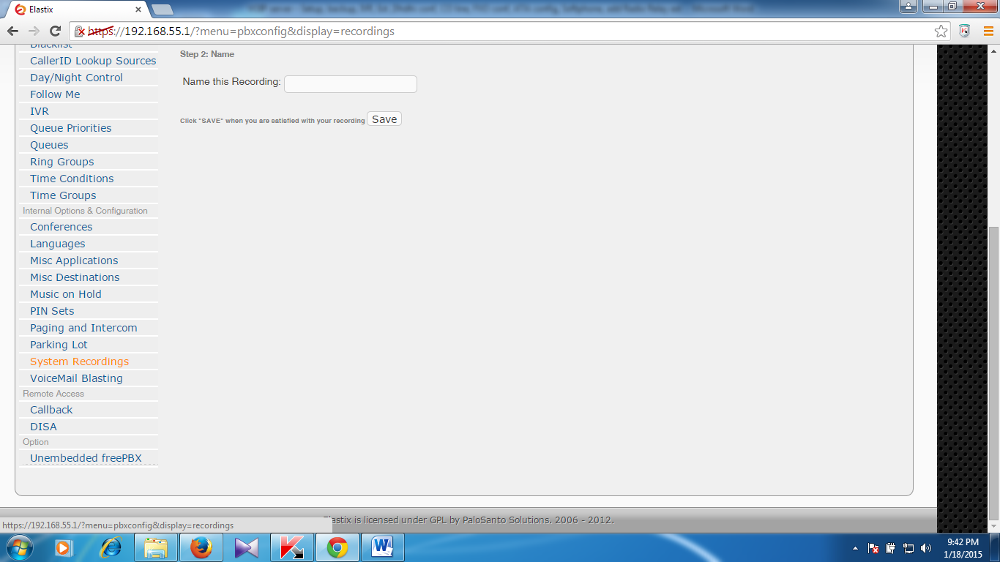 Elastix
https://192.168.55.1/?menu=pbxconfig&display=recordings
Blacklist
CallerID Lookup Sources
Day/Night Control
Follow Me
IVR
Queue Priorities
Queues
Ring Groups
Time Conditions
Time Groups
Internal Options & Configuration
Conferences
Languages
Misc Applications
Misc Destinations
Music on Hold
PIN Sets
Paging and Intercom
Parking Lot
System Recordings
VoiceMail Blasting
Remote Access
Callback
DISA
Option
Unembedded freePBX
Step 2: Name
Name this Recording:
Click "SAVE" when you are satisfied with your recording Save
Elastix is licensed under GPL by PaloSanto Solutions. 2006 - 2012.
https://192.168.55.1/?menu=pbxconfig&display=recordings
9:42 PM
1/18/2015